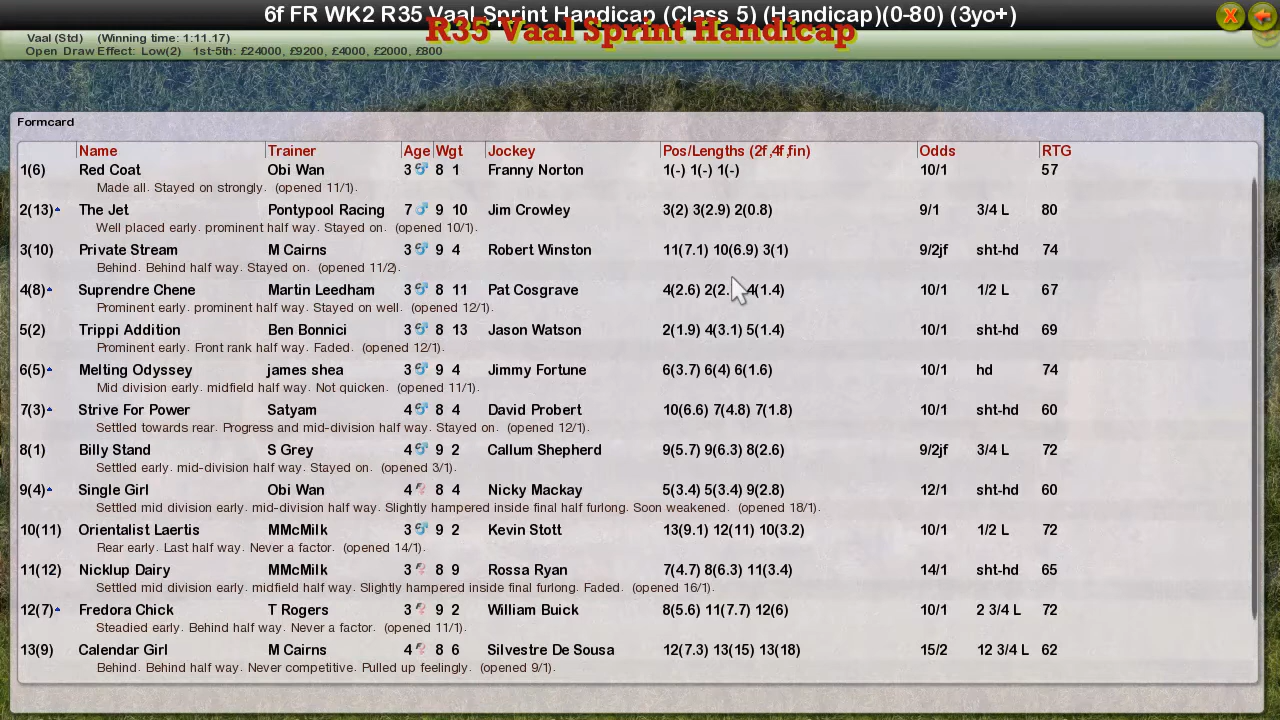 6f FR WK2 R35 Vaal Sprint Handicap (Class 5) (Handicap)(0-80) (3yo+)
R35 Vaal Sprint Handicap
Vaal (Std) (Winning time: 1:11.17)
Open Draw Effect: Low(2) 1st-5th: £24000, £9200, £4000, £2000, £800
Formcard
Name Trainer Age Wgt Jockey Pos/Lengths (2f,4f,fin) Odds RTG
1(6) Red Coat Obi Wan 3 8 1 Franny Norton 1(-) 1(-) 1(-) 10/1 57
Made all. Stayed on strongly. (opened 11/1).
2(13) The Jet Pontypool Racing 7 9 10 Jim Crowley 3(2) 3(2.9) 2(0.8) 9/1 3/4 L 80
Well placed early. prominent half way. Stayed on. (opened 10/1).
3(10) Private Stream M Cairns 3 9 4 Robert Winston 11(7.1) 10(6.9) 3(1) 9/2jf sht-hd 74
Behind. Behind half way. Stayed on. (opened 11/2).
4(8) Suprendre Chene Martin Leedham 3 8 11 Pat Cosgrave 4(2.6) 2(2. 4(1.4) 10/1 1/2 L 67
Prominent early. prominent half way. Stayed on well. (opened 12/1).
5(2) Trippi Addition Ben Bonnici 3 8 13 Jason Watson 2(1.9) 4(3.1) 5(1.4) 10/1 sht-hd 69
Prominent early. Front rank half way. Faded. (opened 12/1).
6(5) Melting Odyssey james shea 3 9 4 Jimmy Fortune 6(3.7) 6(4) 6(1.6) 10/1 hd 74
Mid division early. midfield half way. Not quicken. (opened 11/1).
7(3) Strive For Power Satyam 4 8 4 David Probert 10(6.6) 7(4.8) 7(1.8) 10/1 sht-hd 60
Settled towards rear. Progress and mid-division half way. Stayed on. (opened 12/1).
8(1) Billy Stand S Grey 4 9 2 Callum Shepherd 9(5.7) 9(6.3) 8(2.6) 9/2jf 3/4 L 72
Settled early. mid-division half way. Stayed on. (opened 3/1).
9(4) Single Girl Obi Wan 4 8 4 Nicky Mackay 5(3.4) 5(3.4) 9(2.8) 12/1 sht-hd 60
Settled mid division early. mid-division half way. Slightly hampered inside final half furlong. Soon weakened. (opened 18/1).
10(11) Orientalist Laertis MMcMilk 3 9 2 Kevin Stott 13(9.1) 12(11) 10(3.2) 10/1 1/2 L 72
Rear early. Last half way. Never a factor. (opened 14/1).
11(12) Nicklup Dairy MMcMilk 3 8 9 Rossa Ryan 7(4.7) 8(6.3) 11(3.4) 14/1 sht-hd 65
Settled mid division early. midfield half way. Slightly hampered inside final furlong. Faded. (opened 16/1).
12(7) Fredora Chick T Rogers 3 9 2 William Buick 8(5.6) 11(7.7) 12(6) 10/1 2 3/4 L 72
Steadied early. Behind half way. Never a factor. (opened 11/1).
13(9) Calendar Girl M Cairns 4 8 6 Silvestre De Sousa 12(7.3) 13(15) 13(18) 15/2 12 3/4 L 62
Behind. Behind half way. Never competitive. Pulled up feelingly. (opened 9/1).